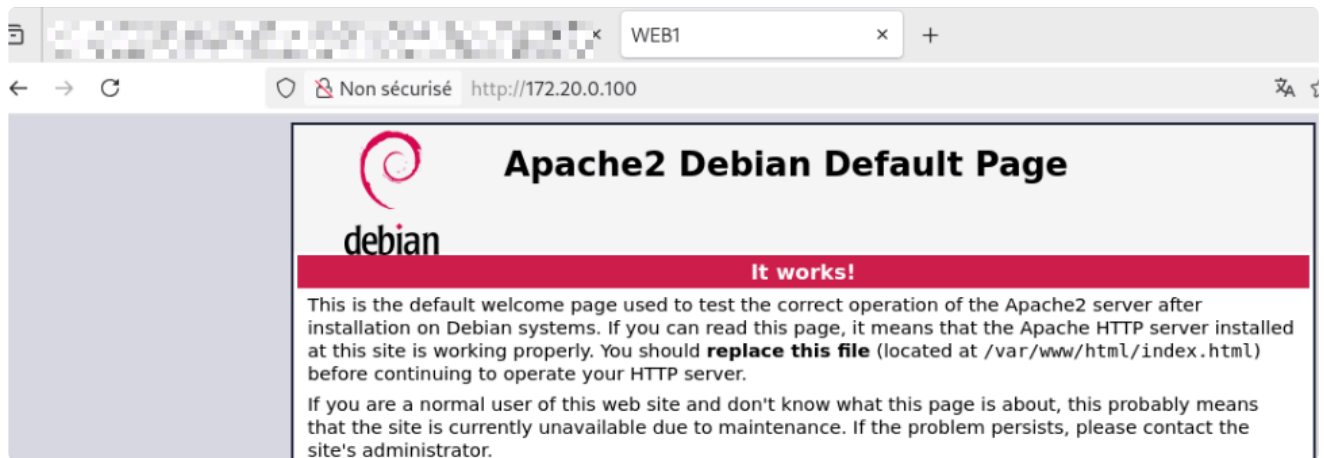 WEB1
Non sécurisé http://172.20.0.100
Apache2 Debian Default Page
debian
It works!
This is the default welcome page used to test the correct operation of the Apache2 server after
installation on Debian systems. If you can read this page, it means that the Apache HTTP server installed
at this site is working properly. You should replace this file (located at /var/www/html/index.html)
before continuing to operate your HTTP server.
If you are a normal user of this web site and don't know what this page is about, this probably means
that the site is currently unavailable due to maintenance. If the problem persists, please contact the
site's administrator.